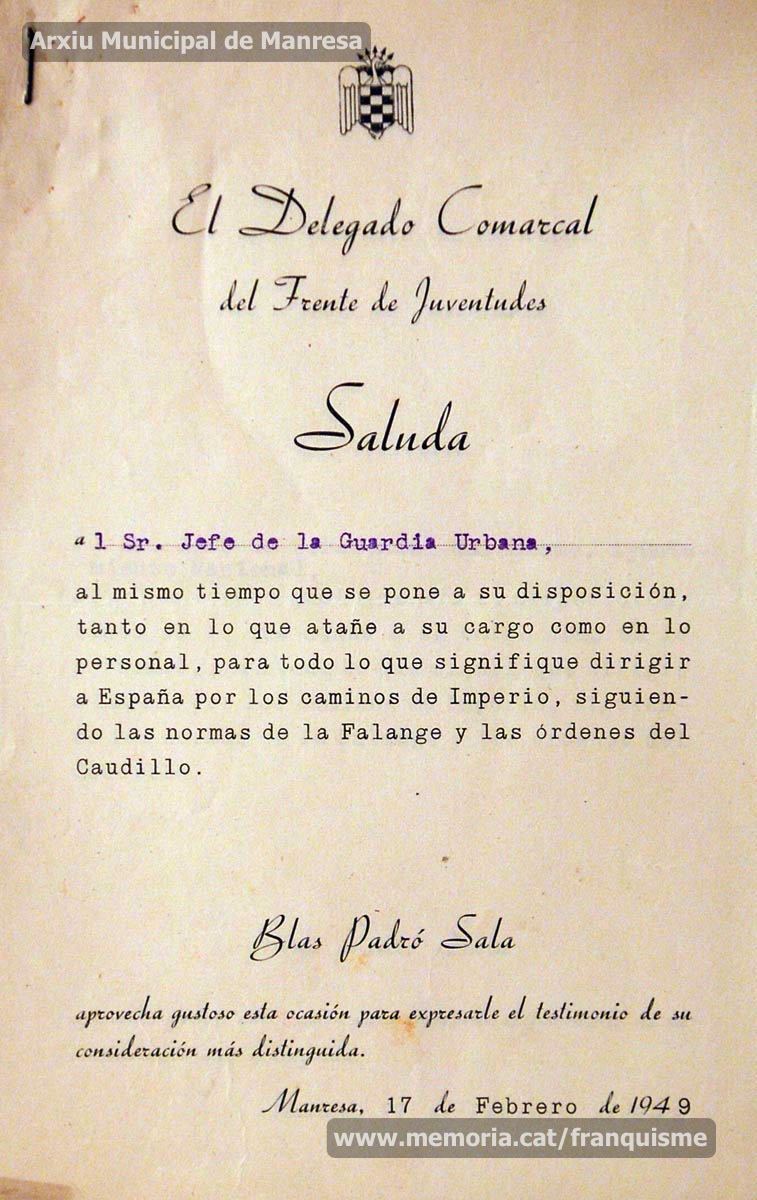 Arxiu Municipal de Manresa
El Delegado Comarcal
del Frente de Juventudes
Saluda
al Sr. Jefe de la Guardia Urbana,
al mismo tiempo que se pone a su disposición,
tanto en lo que atañe a su cargo como en lo
personal, para todo lo que signifique dirigir
a España por los caminos de Imperio, siguien-
do las normas de la Falange y las órdenes del
Caudillo.
Blas Padró Sala
aprovecha gustoso esta ocasión para expresarle el testimonio de su
consideración más distinguida.
Manresa, 17 de Febrero de 1949
www.memoria.cat/franquisme